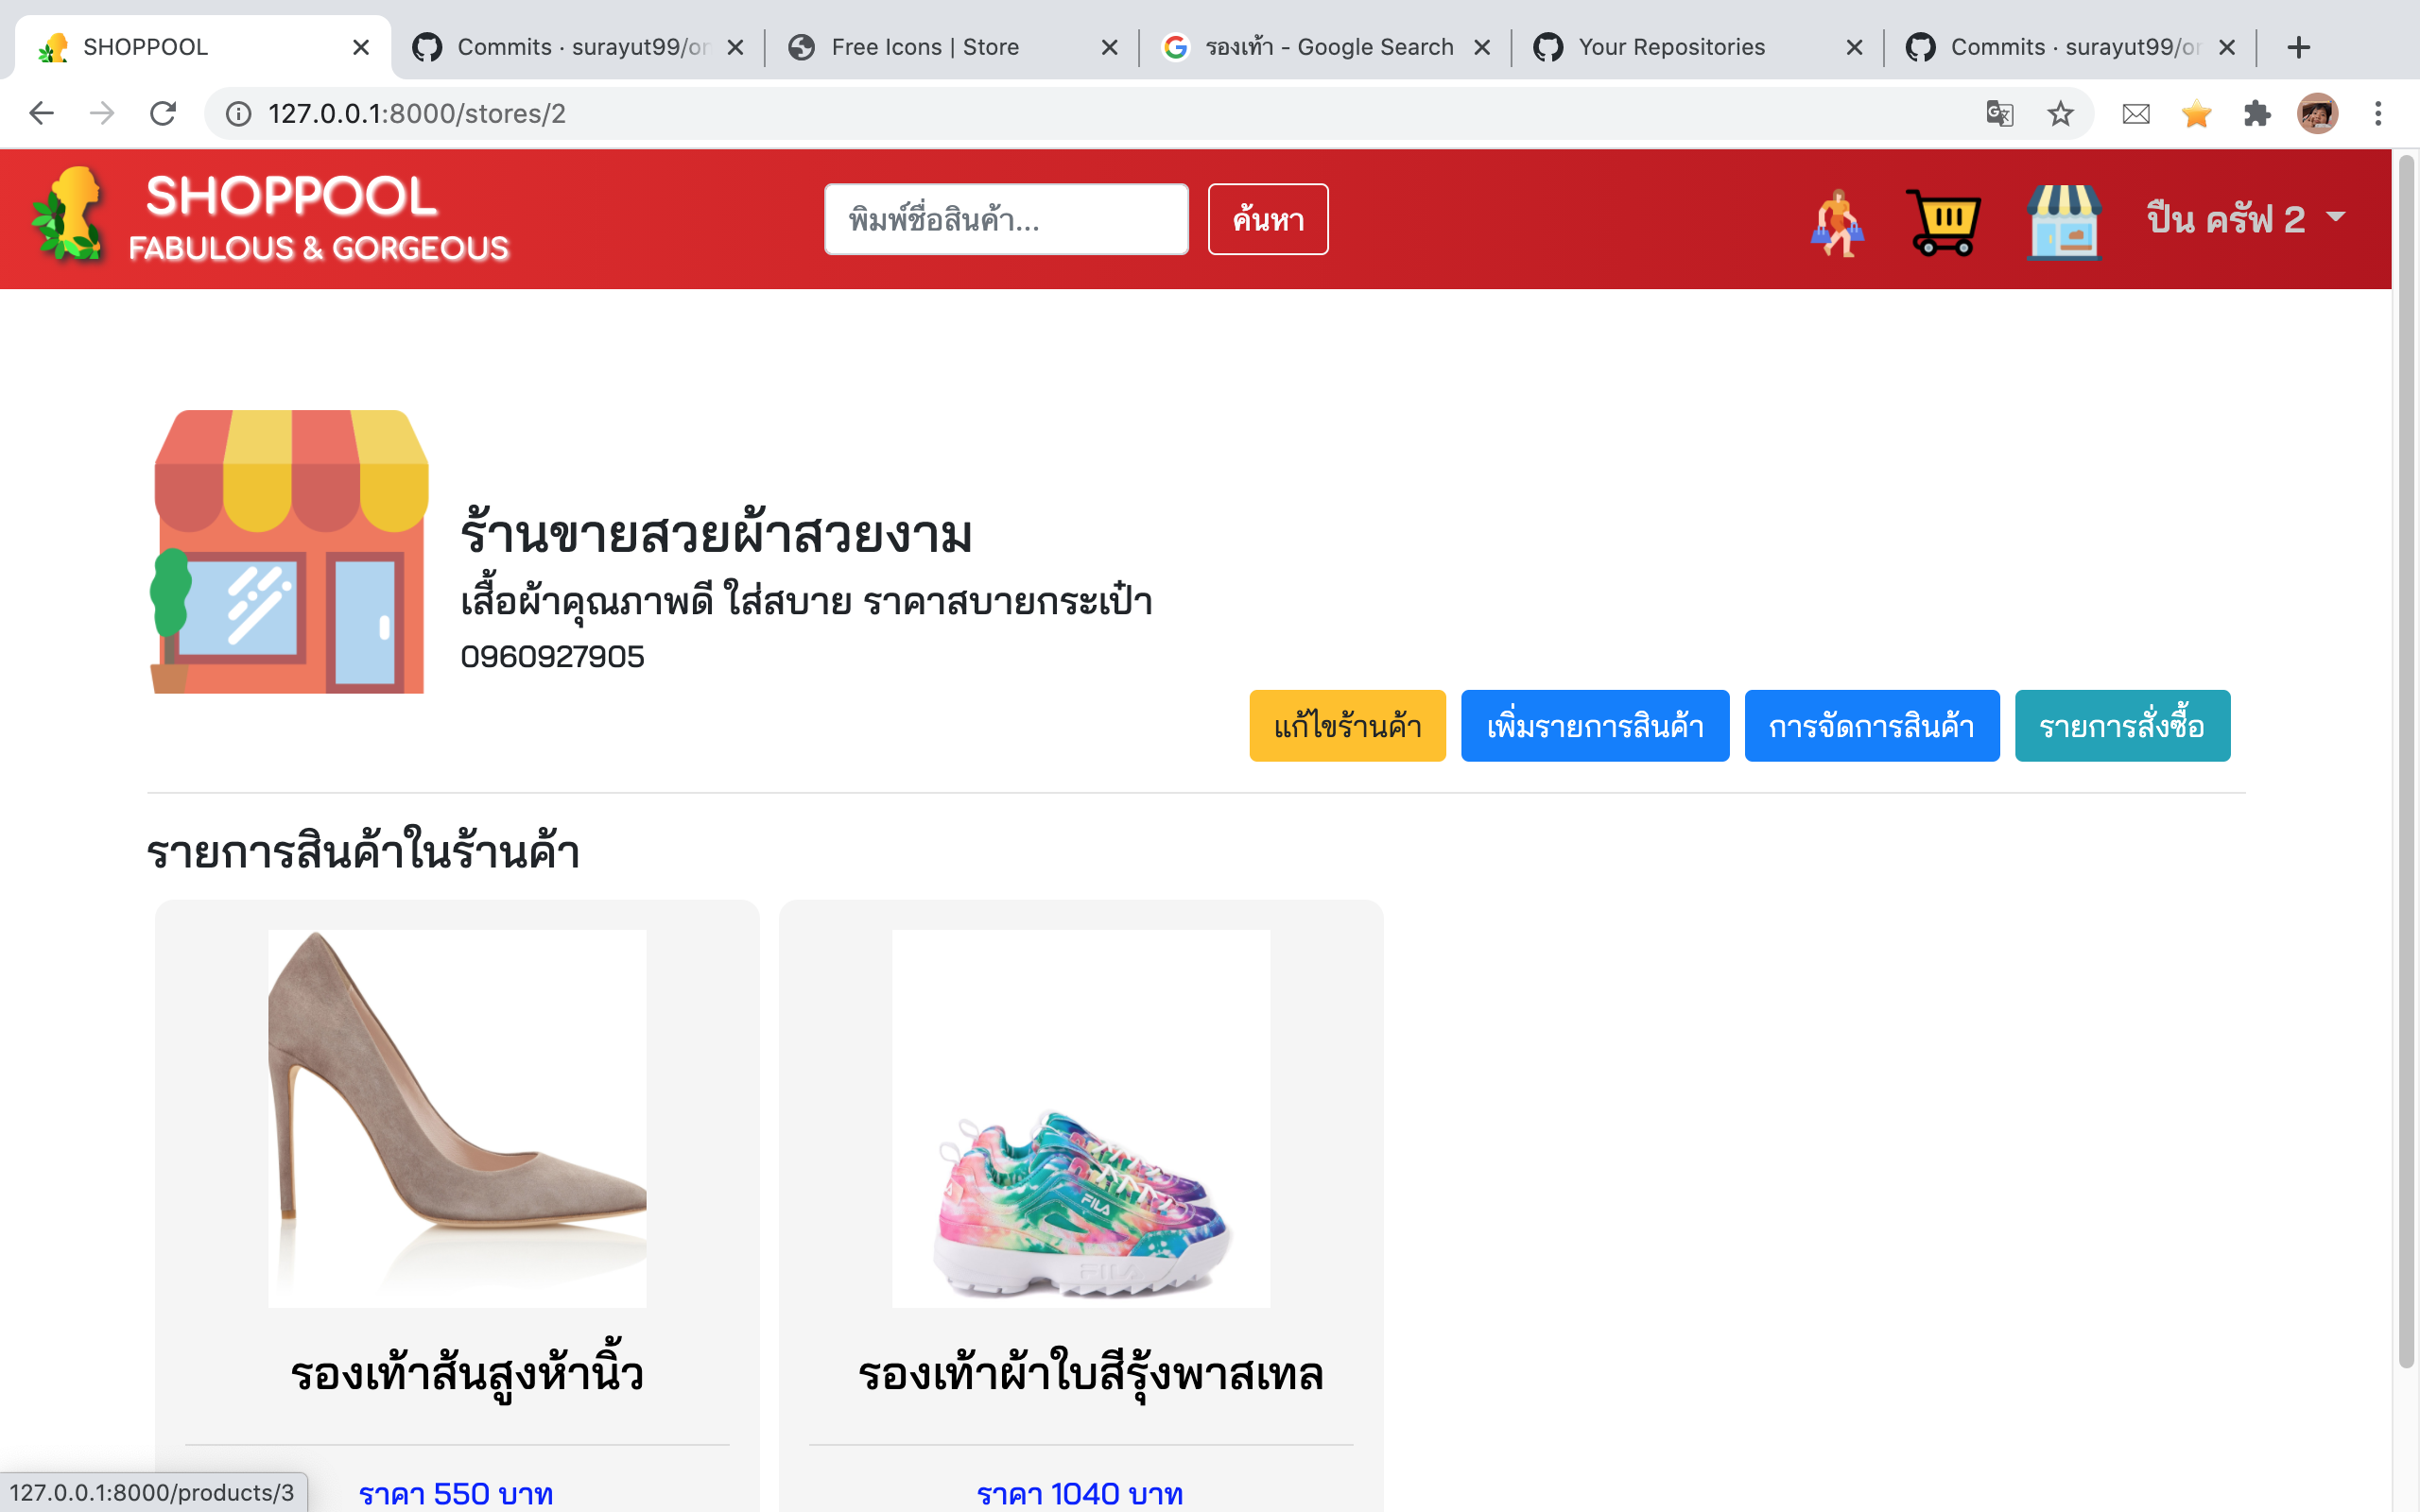 SHOPPOOL
Commits · surayut99/or
Free Icons | Store
รองเท้า - Google Search
Your Repositories
Commits · surayut99/or
127.0.0.1:8000/stores/2
SHOPPOOL
FABULOUS & GORGEOUS
พิมพ์ชื่อสินค้า...
ค้นหา
ปืน ครัฟ 2
ร้านขายสวยผ้าสวยงาม
เสื้อผ้าคุณภาพดี ใส่สบาย ราคาสบายกระเป๋า
0960927905
แก้ไขร้านค้า
เพิ่มรายการสินค้า
การจัดการสินค้า
รายการสั่งซื้อ
รายการสินค้าในร้านค้า
FILA
FILA
รองเท้าส้นสูงห้านิ้ว
รองเท้าผ้าใบสีรุ้งพาสเทล
ราคา 550 บาท
ราคา 1040 บาท
127.0.0.1:8000/products/3